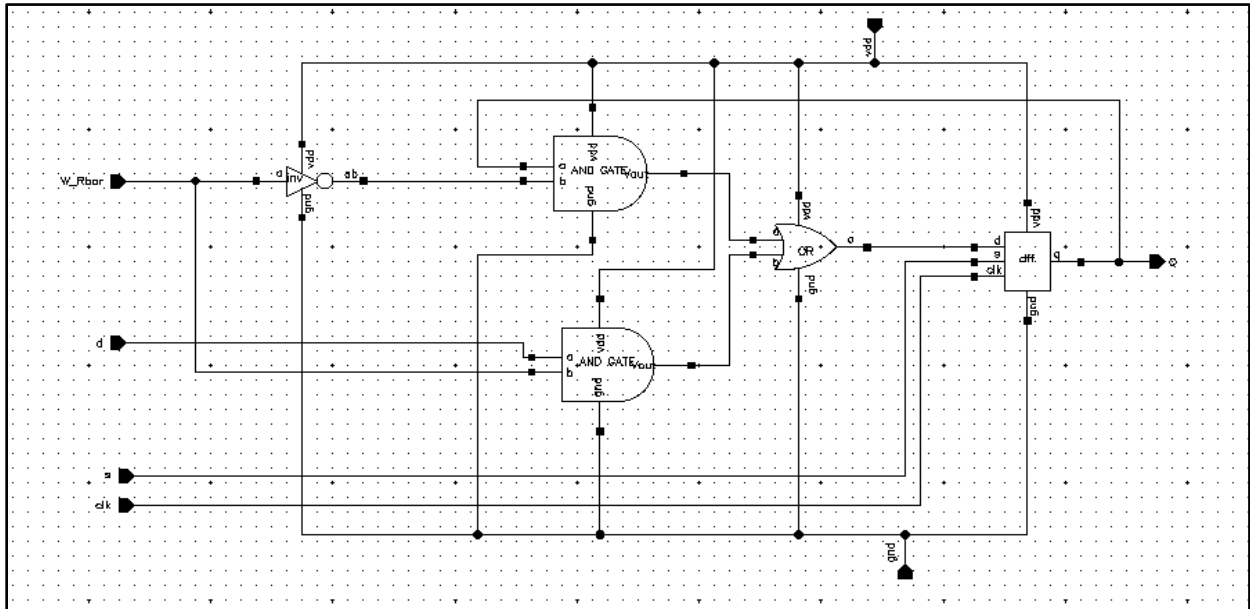 vdd
vdd
a
AND GATE
Vout
b
gnd
W_Rbar
a
inv
ab
vdd
gnd
vdd
a
OR
o
b
gnd
vdd
d
s
clk
dff.
q
gnd
Q
d
vdd
a
AND GATE
Vout
b
gnd
s
clk
gnd